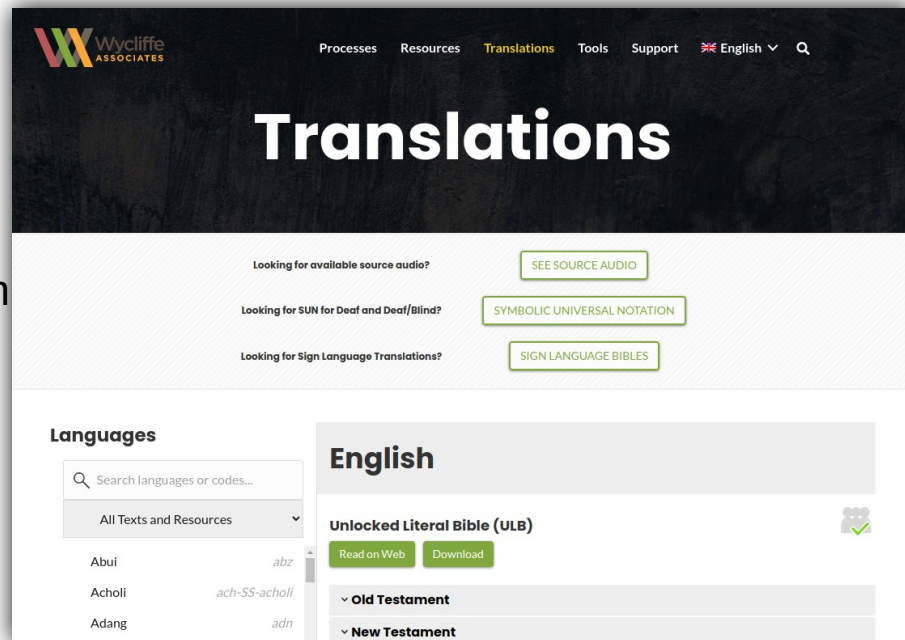 Wycliffe
ASSOCIATES
Processes Resources Translations Tools Support English
Translations
Looking for available source audio? SEE SOURCE AUDIO
Looking for SUN for Deaf and Deaf/Blind? SYMBOLIC UNIVERSAL NOTATION
Looking for Sign Language Translations? SIGN LANGUAGE BIBLES
Languages
Search languages or codes...
All Texts and Resources
Abui abz
Acholi ach-SS-acholi
Adang adn
English
Unlocked Literal Bible (ULB)
Read on Web Download
Old Testament
New Testament